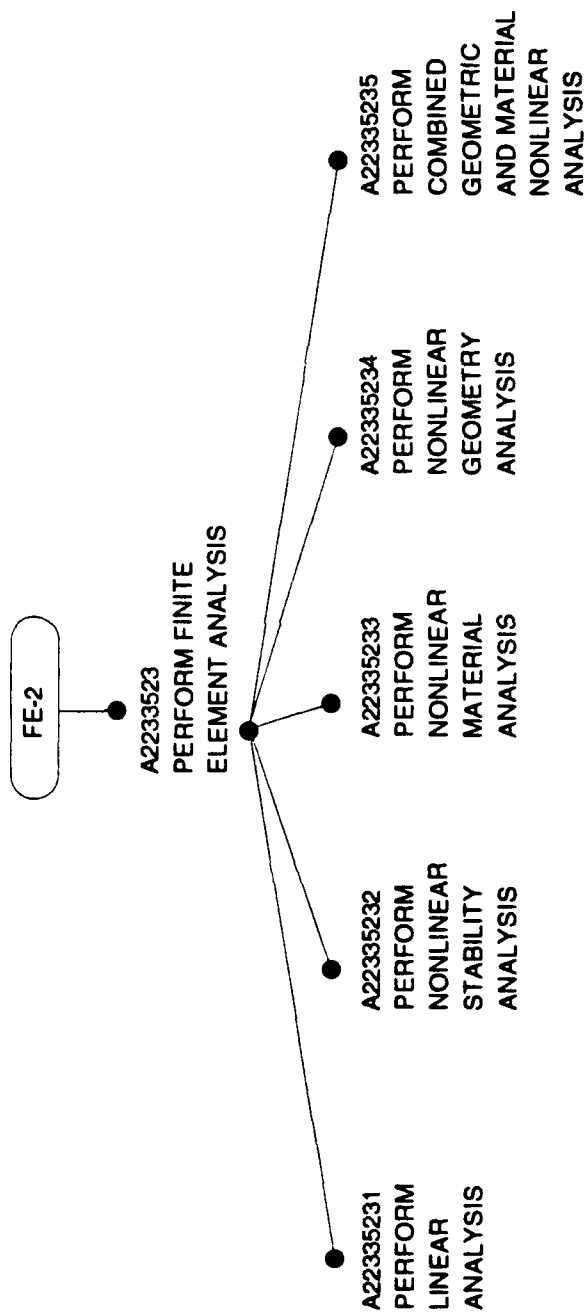 FE-2
A2233523
PERFORM FINITE
ELEMENT ANALYSIS
A22335231
PERFORM
LINEAR
ANALYSIS
A22335232
PERFORM
NONLINEAR
STABILITY
ANALYSIS
A22335233
PERFORM
NONLINEAR
MATERIAL
ANALYSIS
A22335234
PERFORM
NONLINEAR
GEOMETRY
ANALYSIS
A22335235
PERFORM
COMBINED
GEOMETRIC
AND MATERIAL
NONLINEAR
ANALYSIS